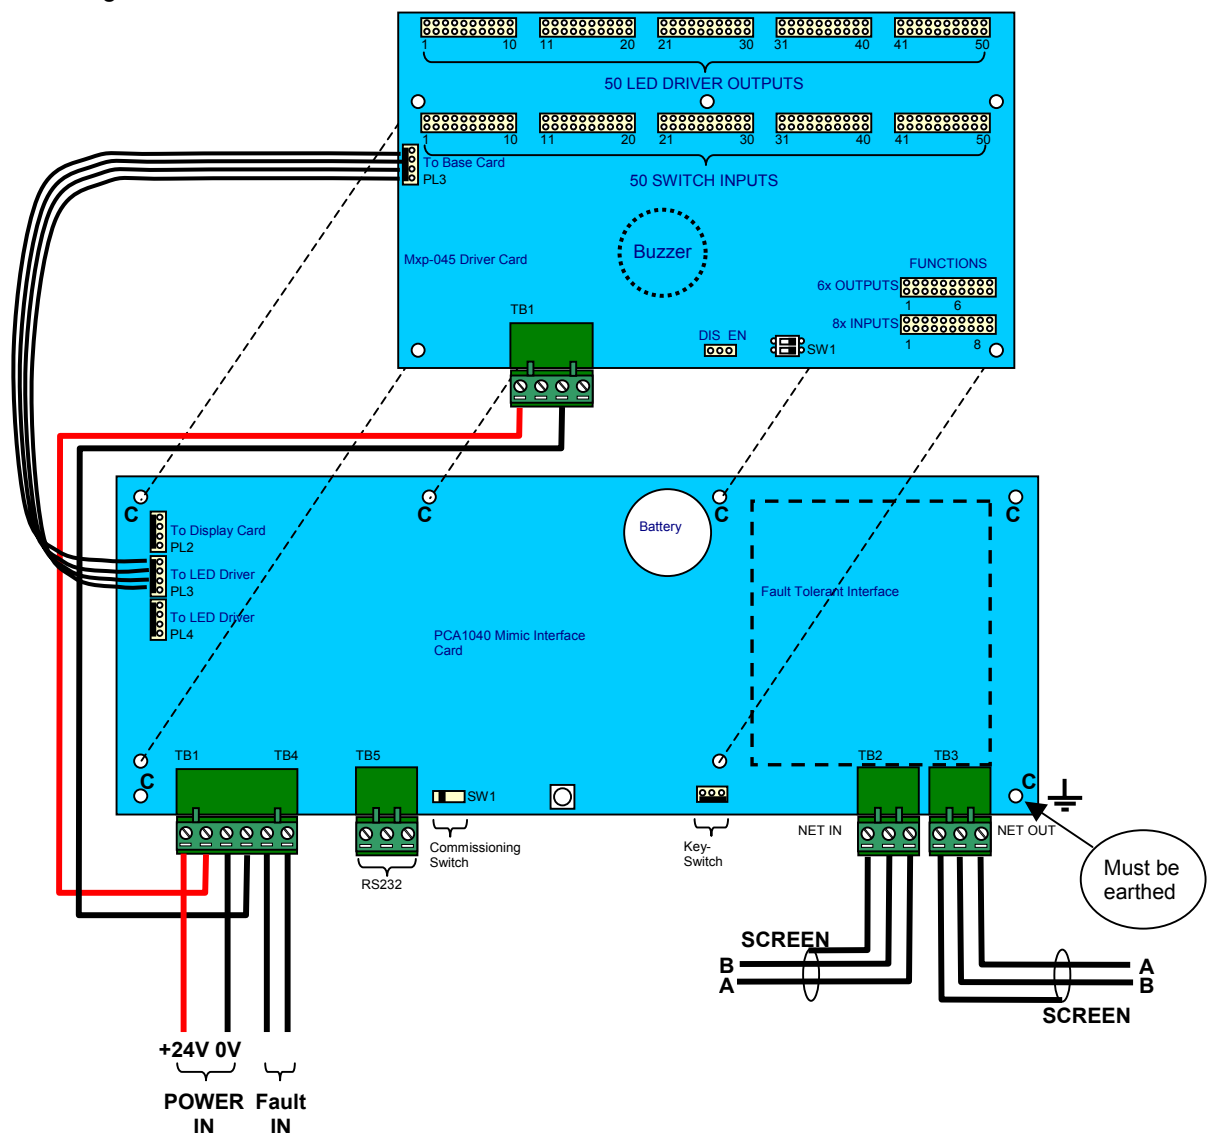 1 10 11 20 21 30 31 40 41 50
50 LED DRIVER OUTPUTS
1 10 11 20 21 30 31 40 41 50
To Base Card
PL3
50 SWITCH INPUTS
Buzzer
Mxp-045 Driver Card
FUNCTIONS
6x OUTPUTS
1 6
8x INPUTS
1 8
TB1
DIS EN
SW1
C
C
C
C
To Display Card
PL2
To LED Driver
PL3
To LED Driver
PL4
Battery
Fault Tolerant Interface
PCA1040 Mimic Interface
Card
TB1
TB4
TB5
TB2
TB3
C
C
SW1
NET IN
NET OUT
Commissioning
Switch
Key-
Switch
RS232
Must be
earthed
SCREEN
B
A
A
B
SCREEN
+24V 0V
POWER
IN
Fault
IN